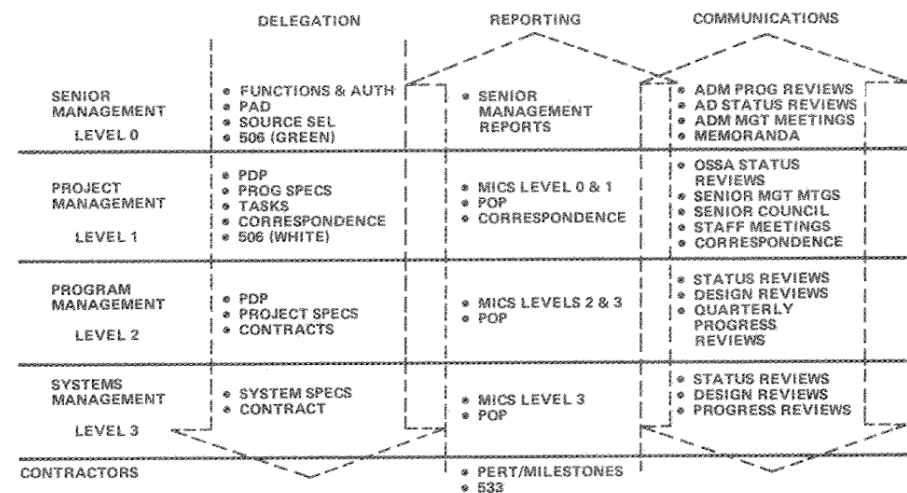 DELEGATION REPORTING COMMUNICATIONS
SENIOR
MANAGEMENT
LEVEL 0
• FUNCTIONS & AUTH
• PAD
• SOURCE SEL
• 506 (GREEN)
• SENIOR
MANAGEMENT
REPORTS
• ADM PROG REVIEWS
• AD STATUS REVIEWS
• ADM MGT MEETINGS
• MEMORANDA
PROJECT
MANAGEMENT
LEVEL 1
• PDP
• PROG SPECS
• TASKS
• CORRESPONDENCE
• 506 (WHITE)
• MICS LEVEL 0 & 1
• POP
• CORRESPONDENCE
• OSSA STATUS
REVIEWS
• SENIOR MGT MTGS
• SENIOR COUNCIL
• STAFF MEETINGS
• CORRESPONDENCE
PROGRAM
MANAGEMENT
LEVEL 2
• PDP
• PROJECT SPECS
• CONTRACTS
• MICS LEVELS 2 & 3
• POP
• STATUS REVIEWS
• DESIGN REVIEWS
• QUARTERLY
PROGRESS
REVIEWS
SYSTEMS
MANAGEMENT
LEVEL 3
• SYSTEM SPECS
• CONTRACT
• MICS LEVEL 3
• POP
• STATUS REVIEWS
• DESIGN REVIEWS
• PROGRESS REVIEWS
CONTRACTORS
• PERT/MILESTONES
• 533